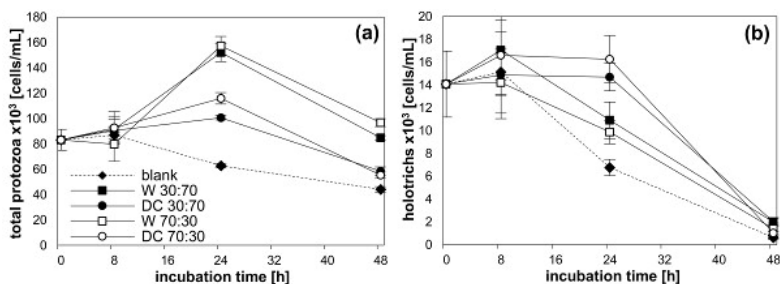 (a)
total protozoa x10³ [cells/mL]
180
160
140
120
100
80
60
40
20
0
blank
W 30:70
DC 30:70
W 70:30
DC 70:30
0 8 16 24 32 40 48
incubation time [h]
(b)
holotrichs x10³ [cells/mL]
20
18
16
14
12
10
8
6
4
2
0
0 8 16 24 32 40 48
incubation time [h]